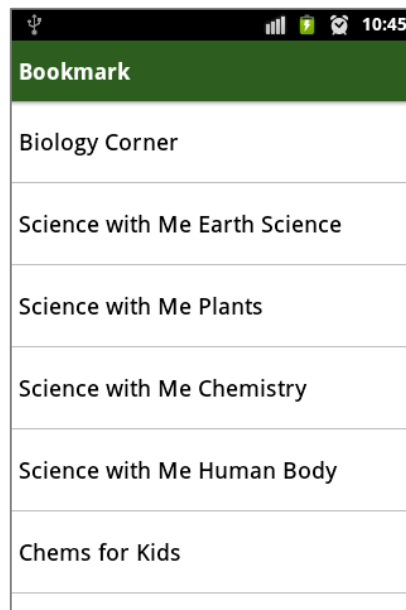 10:45
Bookmark
Biology Corner
Science with Me Earth Science
Science with Me Plants
Science with Me Chemistry
Science with Me Human Body
Chems for Kids